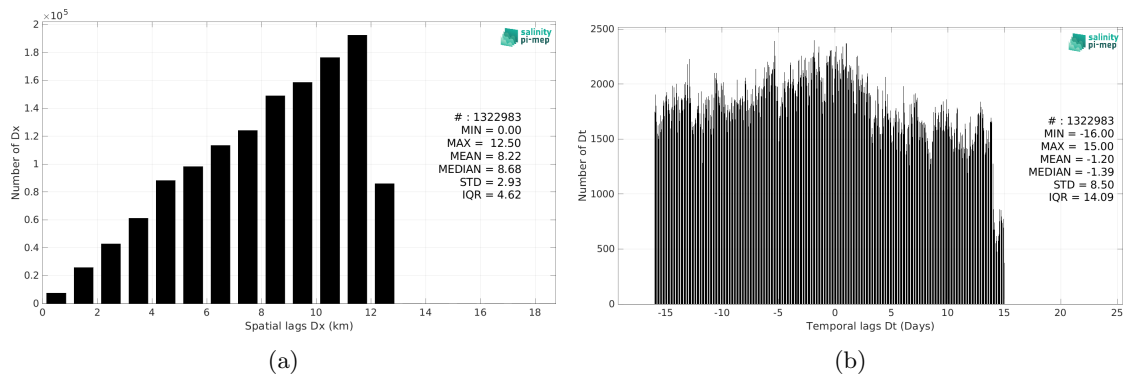 ×10⁵
2
1.8
1.6
1.4
1.2
1
0.8
0.6
0.4
0.2
0
Number of Dx
salinity
pi-mep
# : 1322983
MIN = 0.00
MAX = 12.50
MEAN = 8.22
MEDIAN = 8.68
STD = 2.93
IQR = 4.62
0 2 4 6 8 10 12 14 16 18
Spatial lags Dx (km)
(a)
2500
2000
1500
1000
500
0
Number of Dt
salinity
pi-mep
# : 1322983
MIN = -16.00
MAX = 15.00
MEAN = -1.20
MEDIAN = -1.39
STD = 8.50
IQR = 14.09
-15 -10 -5 0 5 10 15 20 25
Temporal lags Dt (Days)
(b)